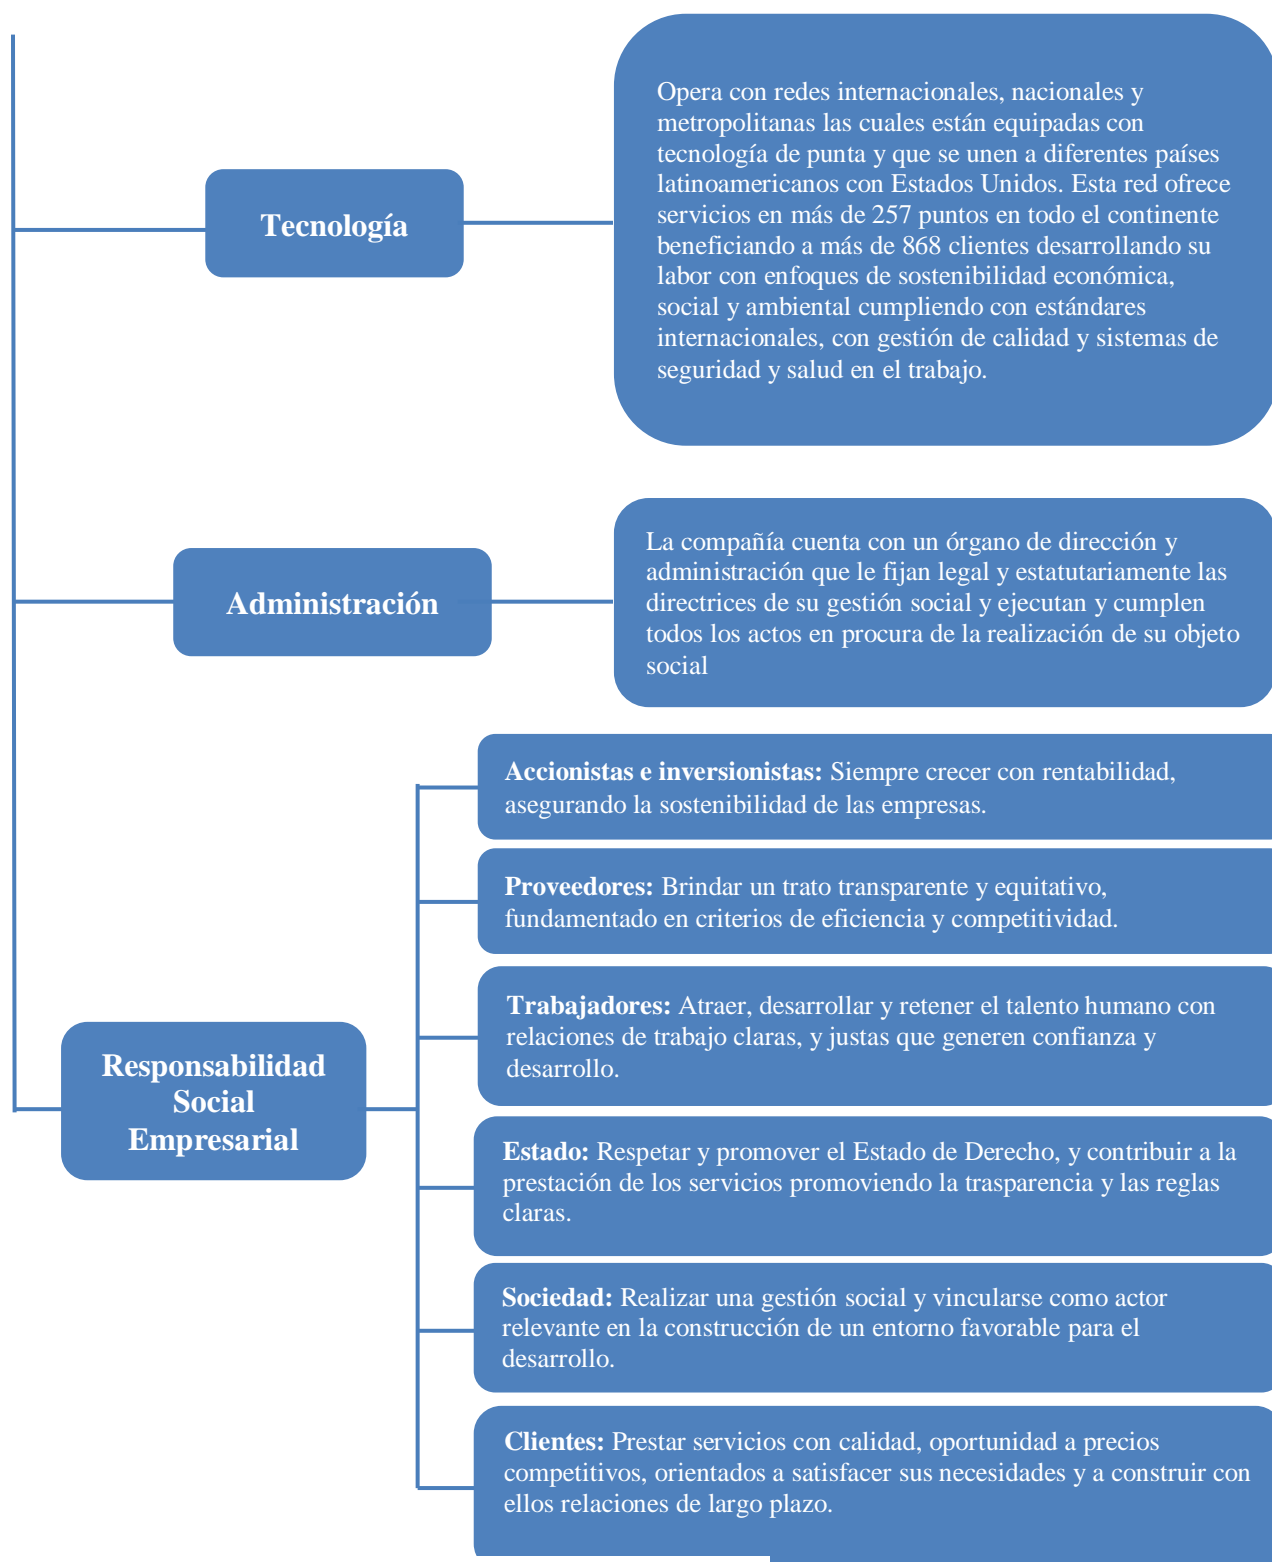 Opera con redes internacionales, nacionales y
metropolitanas las cuales están equipadas con
tecnología de punta y que se unen a diferentes países
latinoamericanos con Estados Unidos. Esta red ofrece
servicios en más de 257 puntos en todo el continente
beneficiando a más de 868 clientes desarrollando su
labor con enfoques de sostenibilidad económica,
social y ambiental cumpliendo con estándares
internacionales, con gestión de calidad y sistemas de
seguridad y salud en el trabajo.
Tecnología
La compañía cuenta con un órgano de dirección y
administración que le fijan legal y estatutariamente las
directrices de su gestión social y ejecutan y cumplen
todos los actos en procura de la realización de su objeto
social
Administración
Accionistas e inversionistas: Siempre crecer con rentabilidad,
asegurando la sostenibilidad de las empresas.
Proveedores: Brindar un trato transparente y equitativo,
fundamentado en criterios de eficiencia y competitividad.
Trabajadores: Atraer, desarrollar y retener el talento humano con
relaciones de trabajo claras, y justas que generen confianza y
desarrollo.
Responsabilidad
Social
Empresarial
Estado: Respetar y promover el Estado de Derecho, y contribuir a la
prestación de los servicios promoviendo la trasparencia y las reglas
claras.
Sociedad: Realizar una gestión social y vincularse como actor
relevante en la construcción de un entorno favorable para el
desarrollo.
Clientes: Prestar servicios con calidad, oportunidad a precios
competitivos, orientados a satisfacer sus necesidades y a construir con
ellos relaciones de largo plazo.